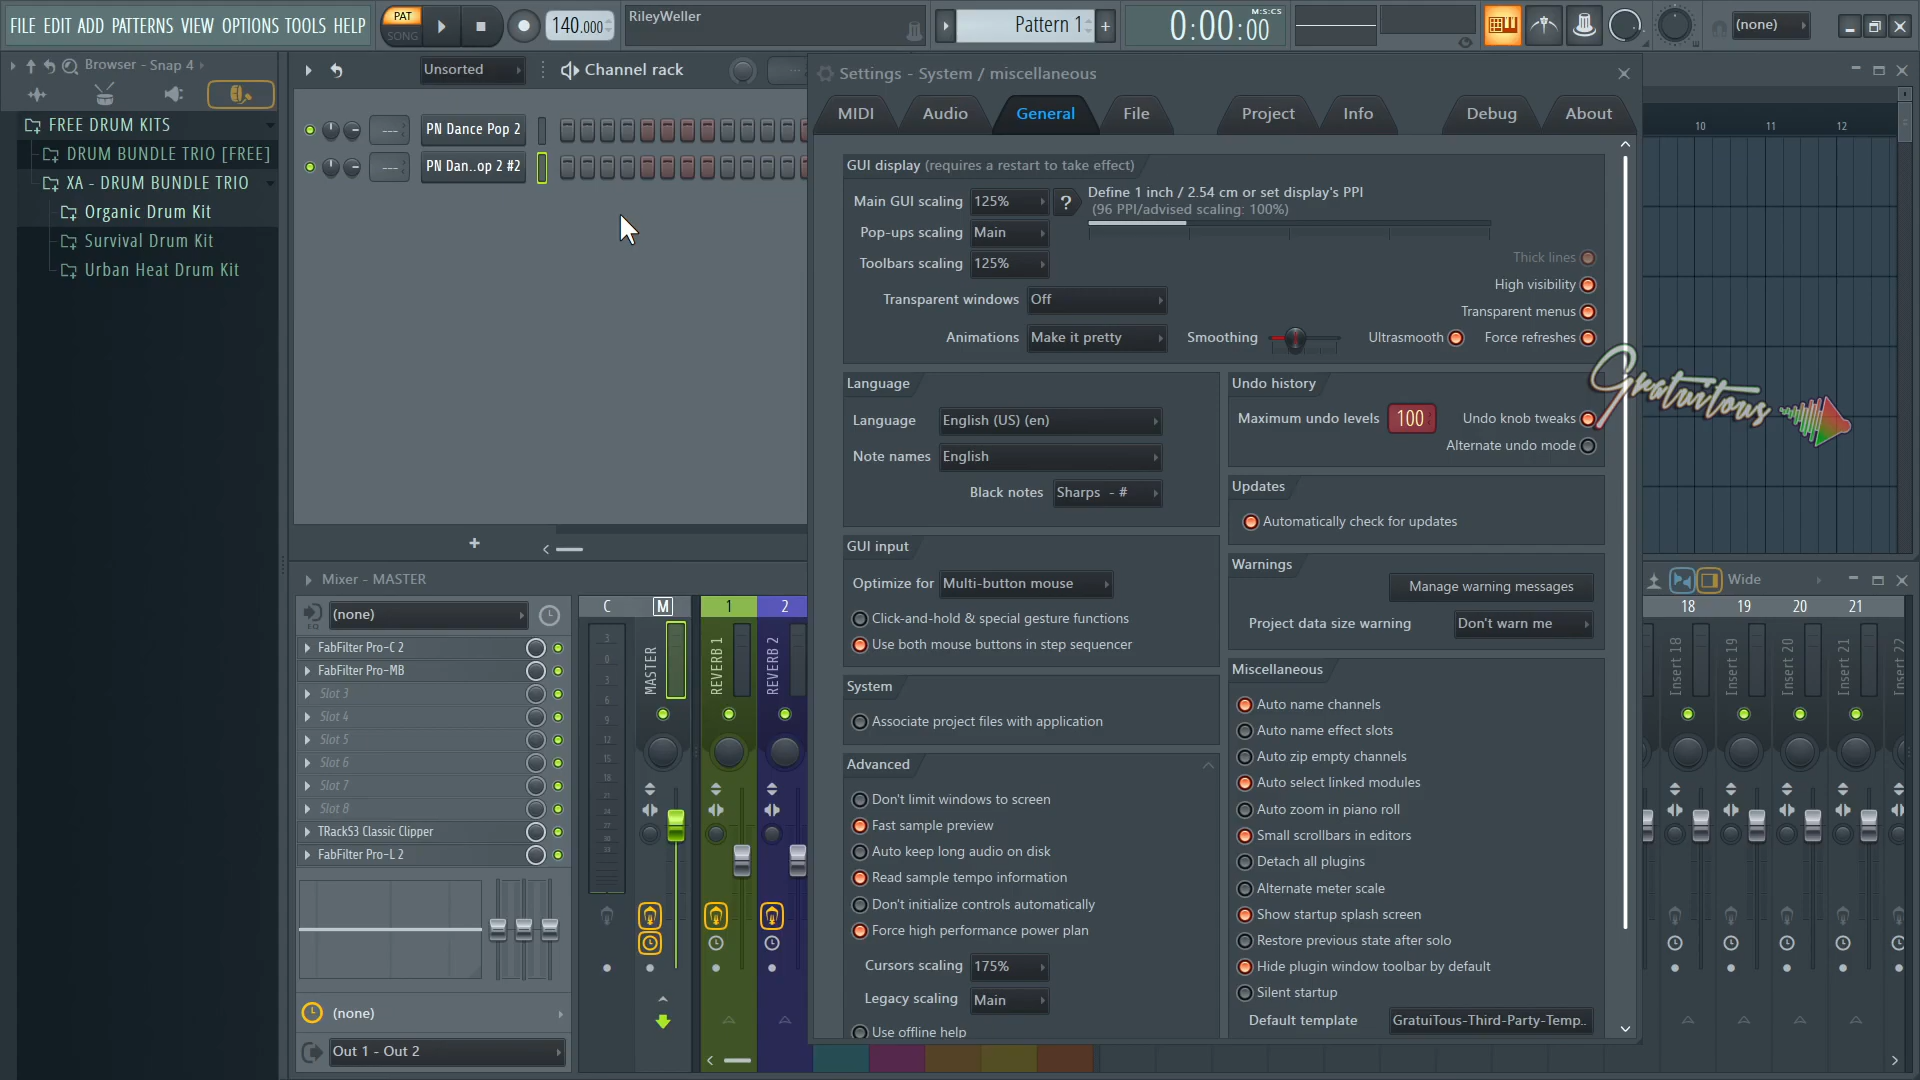 FILE EDIT ADD PATTERNS VIEW OPTIONS TOOLS HELP
PAT
SONG
140.000
RileyWeller
Pattern 1
+
0:00:00
M:S:CS
(none)
Browser - Snap 4
Unsorted
Channel rack
Settings - System / miscellaneous
MIDI
Audio
General
File
Project
Info
Debug
About
FREE DRUM KITS
DRUM BUNDLE TRIO [FREE]
XA - DRUM BUNDLE TRIO
Organic Drum Kit
Survival Drum Kit
Urban Heat Drum Kit
--- PN Dance Pop 2
--- PN Dan..op 2 #2
10 11 12
GUI display (requires a restart to take effect)
Main GUI scaling 125% ?
Define 1 inch / 2.54 cm or set display's PPI
(96 PPI/advised scaling: 100%)
Pop-ups scaling Main
Toolbars scaling 125%
Thick lines
High visibility
Transparent windows Off
Transparent menus
Animations Make it pretty
Smoothing
Ultrasmooth
Force refreshes
Language
Language English (US) (en)
Note names English
Black notes Sharps - #
Undo history
Maximum undo levels 100
Undo knob tweaks
Alternate undo mode
Gratuitous
Updates
Automatically check for updates
GUI input
Optimize for Multi-button mouse
Click-and-hold & special gesture functions
Use both mouse buttons in step sequencer
Warnings
Manage warning messages
Project data size warning Don't warn me
System
Associate project files with application
Miscellaneous
Auto name channels
Auto name effect slots
Auto zip empty channels
Auto select linked modules
Auto zoom in piano roll
Small scrollbars in editors
Detach all plugins
Alternate meter scale
Show startup splash screen
Restore previous state after solo
Hide plugin window toolbar by default
Silent startup
Default template GratuiTous-Third-Party-Temp..
Advanced
Don't limit windows to screen
Fast sample preview
Auto keep long audio on disk
Read sample tempo information
Don't initialize controls automatically
Force high performance power plan
Cursors scaling 175%
Legacy scaling Main
Use offline help
Mixer - MASTER
(none)
EQ
FabFilter Pro-C 2
FabFilter Pro-MB
Slot 3
Slot 4
Slot 5
Slot 6
Slot 7
Slot 8
TRackS3 Classic Clipper
FabFilter Pro-L 2
(none)
Out 1 - Out 2
C M 1 2
MASTER
REVERB 1
REVERB 2
Wide
18 19 20 21
Insert 18
Insert 19
Insert 20
Insert 21